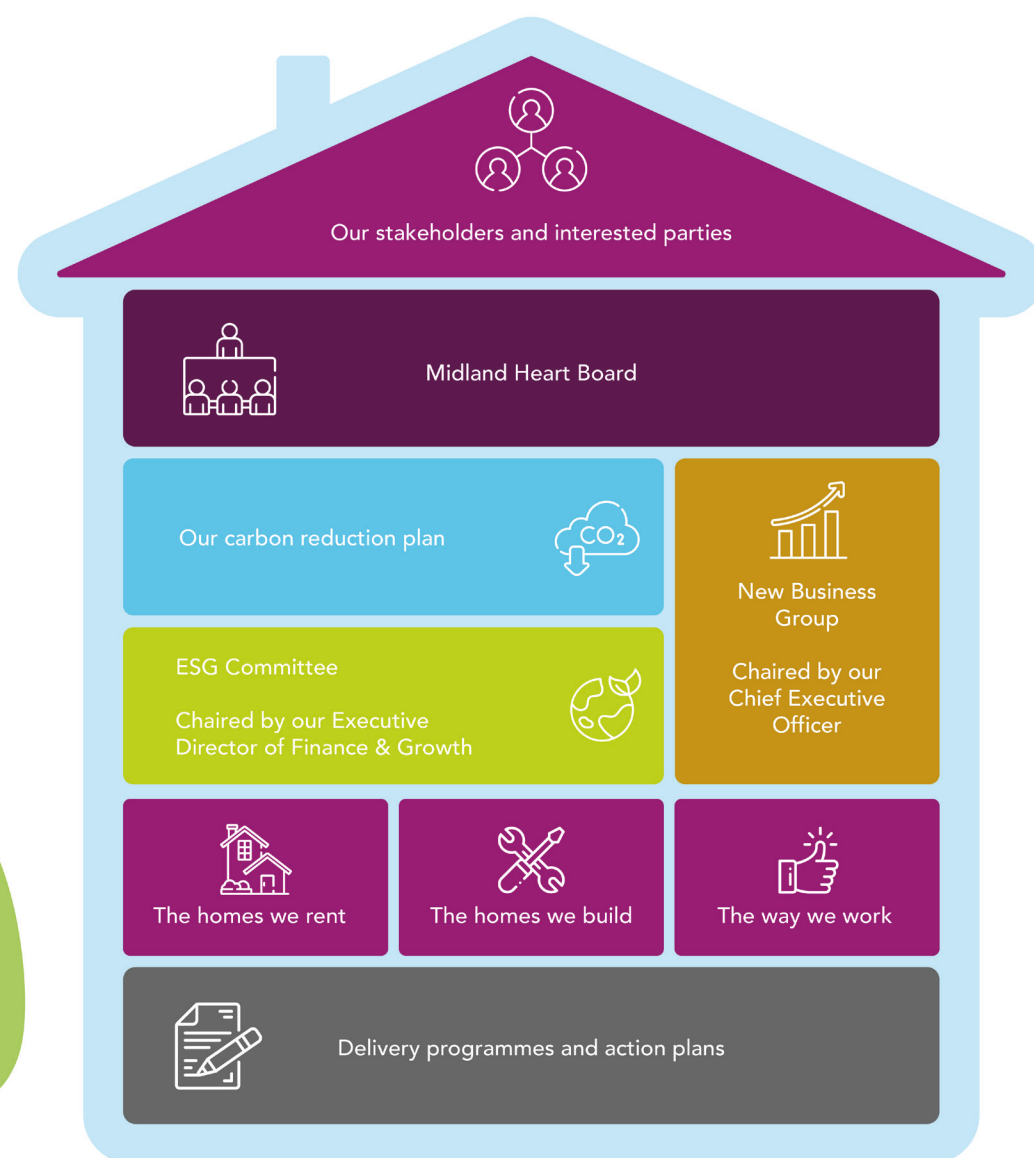 Our stakeholders and interested parties
Midland Heart Board
Our carbon reduction plan
CO2
ESG Committee
Chaired by our Executive
Director of Finance & Growth
New Business
Group
Chaired by our
Chief Executive
Officer
The homes we rent
The homes we build
The way we work
Delivery programmes and action plans